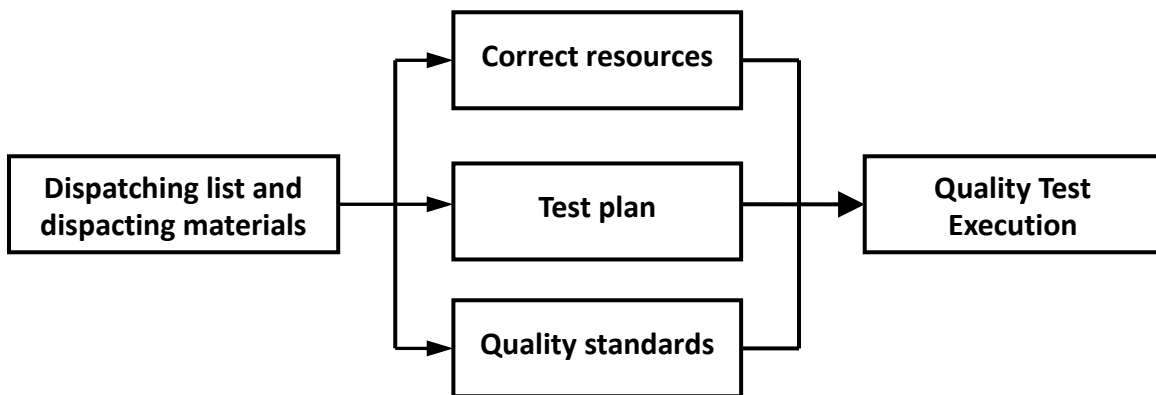 Correct resources
Dispatching list and
dispacting materials
Test plan
Quality Test
Execution
Quality standards